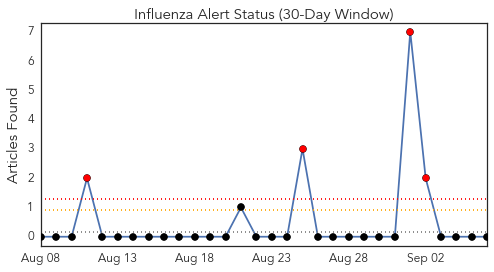 Influenza Alert Status (30-Day Window)
Articles Found
7
6
5
4
3
2
1
0
Aug 08 Aug 13 Aug 18 Aug 23 Aug 28 Sep 02